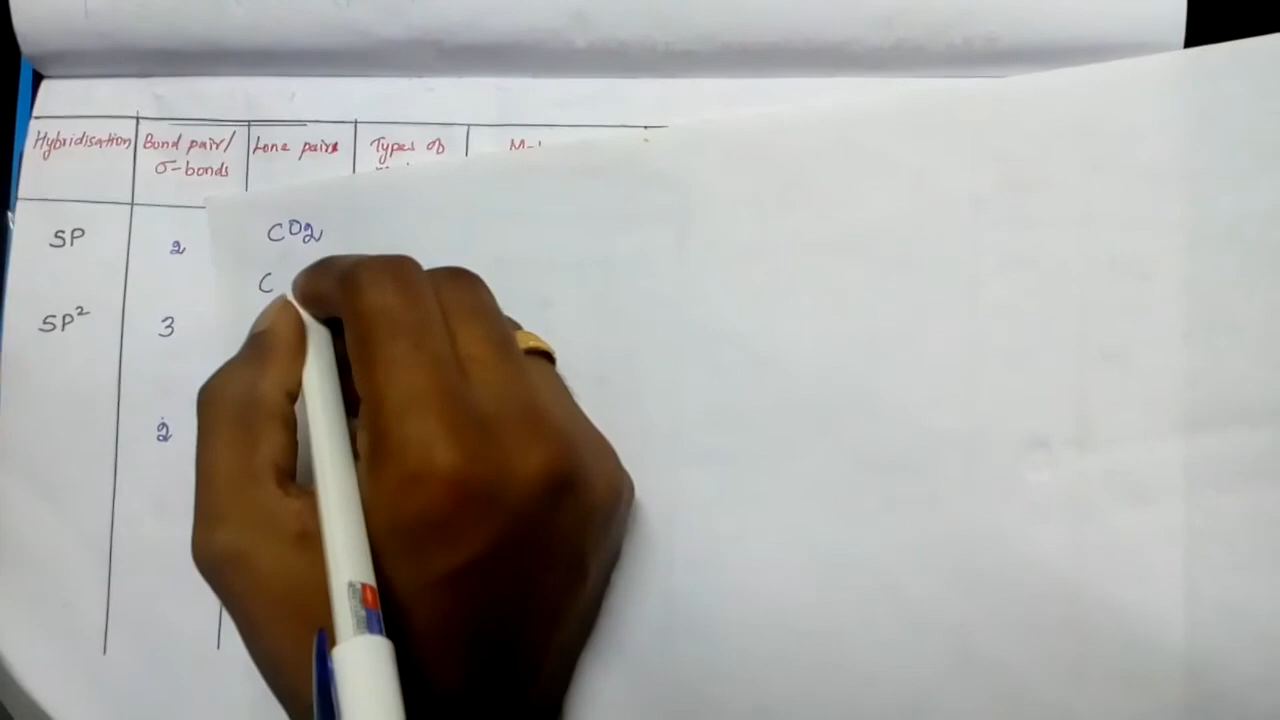 Hybridisation Bond pair/ Lone pairs Types of
σ-bonds
SP 2 CO2
C
SP² 3
2